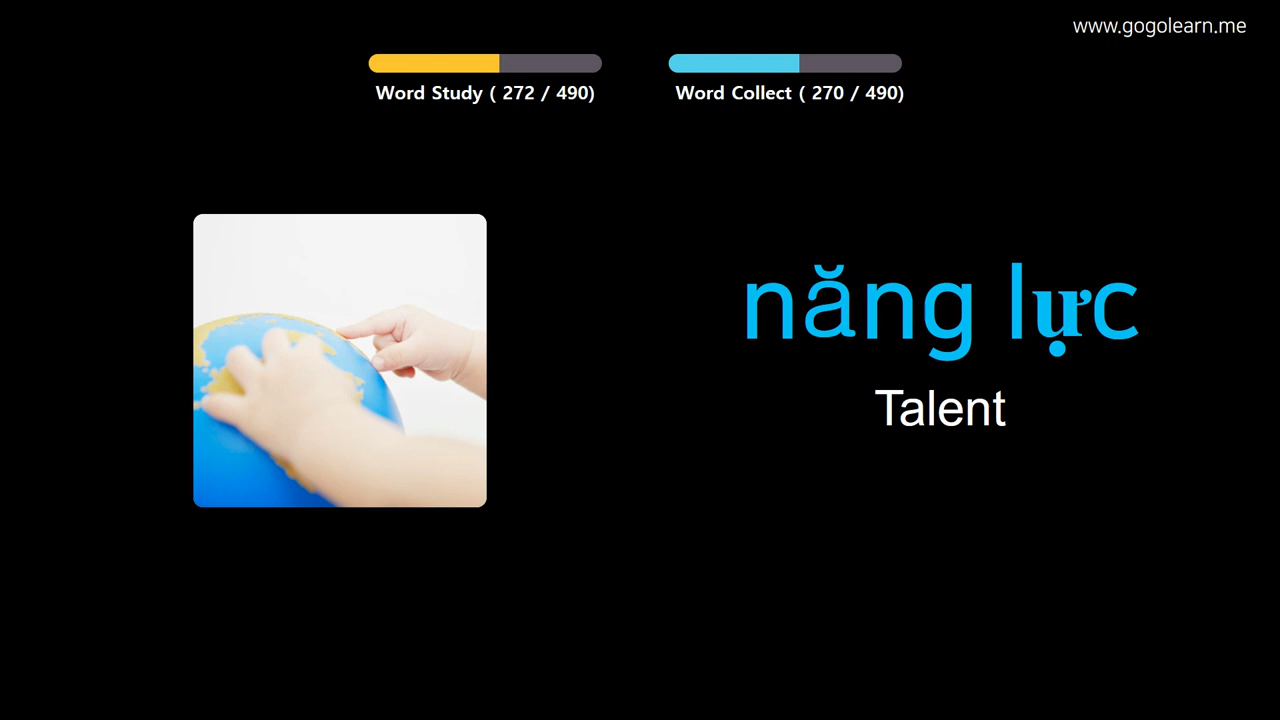 www.gogolearn.me
Word Study ( 272 / 490)
Word Collect ( 270 / 490)
năng lực
Talent